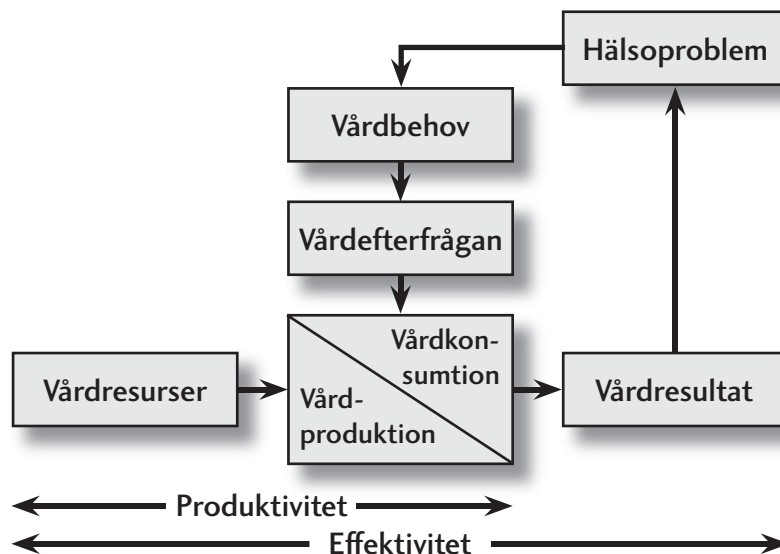 Hälsoproblem
Vårdbehov
Vårdefterfrågan
Vårdkon-
sumtion
Vårdresurser
Vård-
produktion
Vårdresultat
Produktivitet
Effektivitet